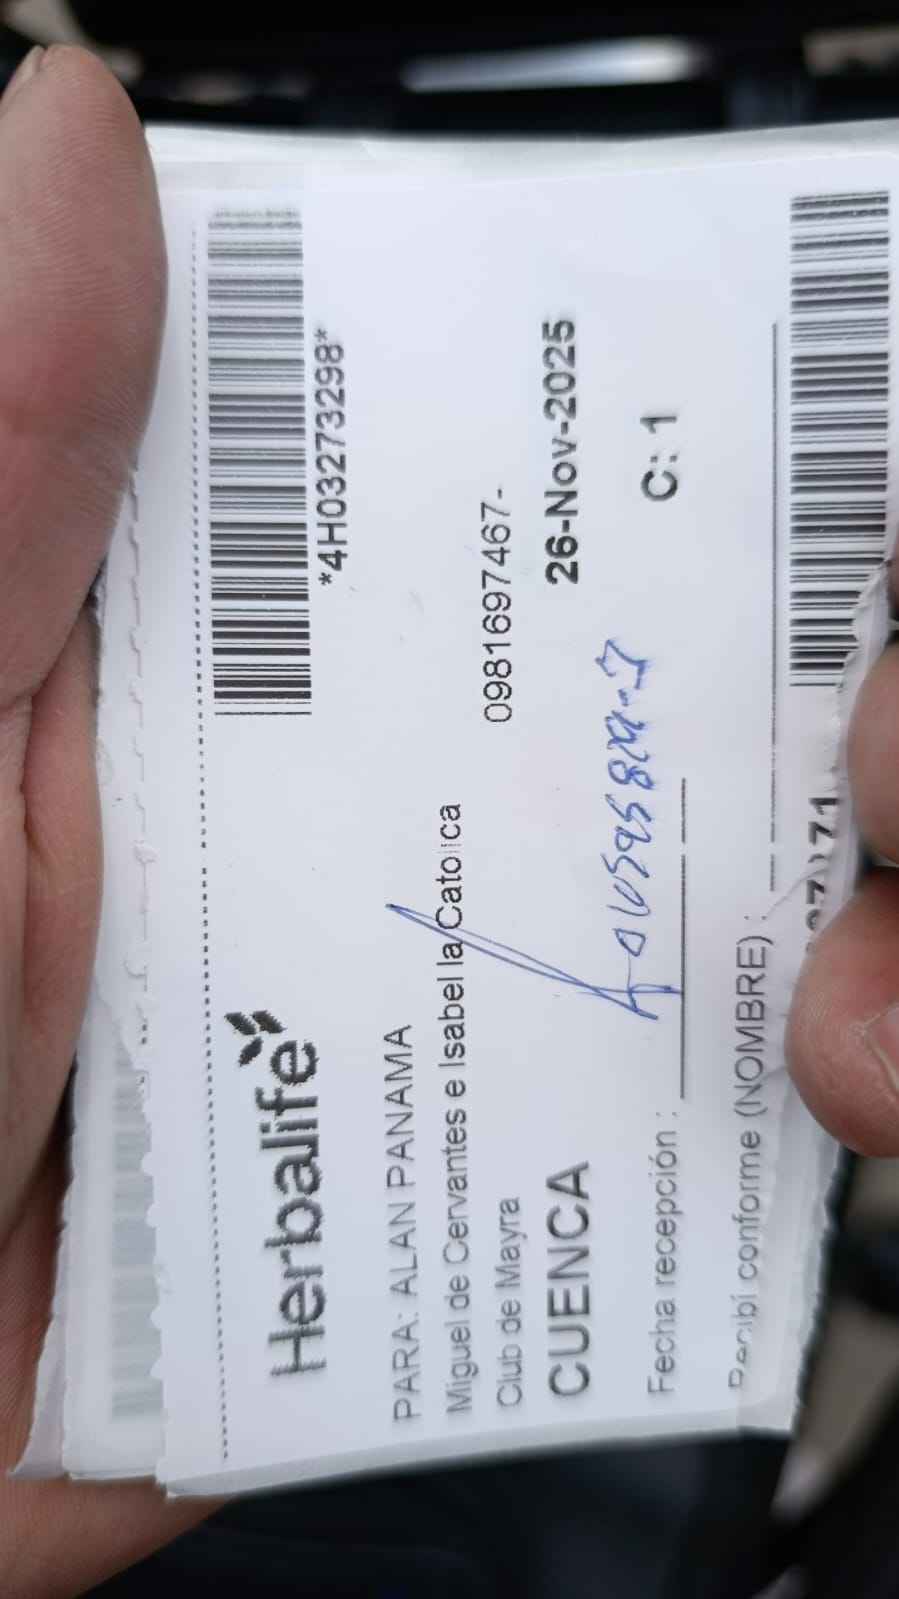 Herbalife
*4H03273298*
PARA: ALAN PANAMA
Miguel de Cervantes e Isabel la Catolica
Club de Mayra
0981697467-
CUENCA
26-Nov-2025
Fecha recepción :
C: 1
Recibí conforme (NOMBRE) :